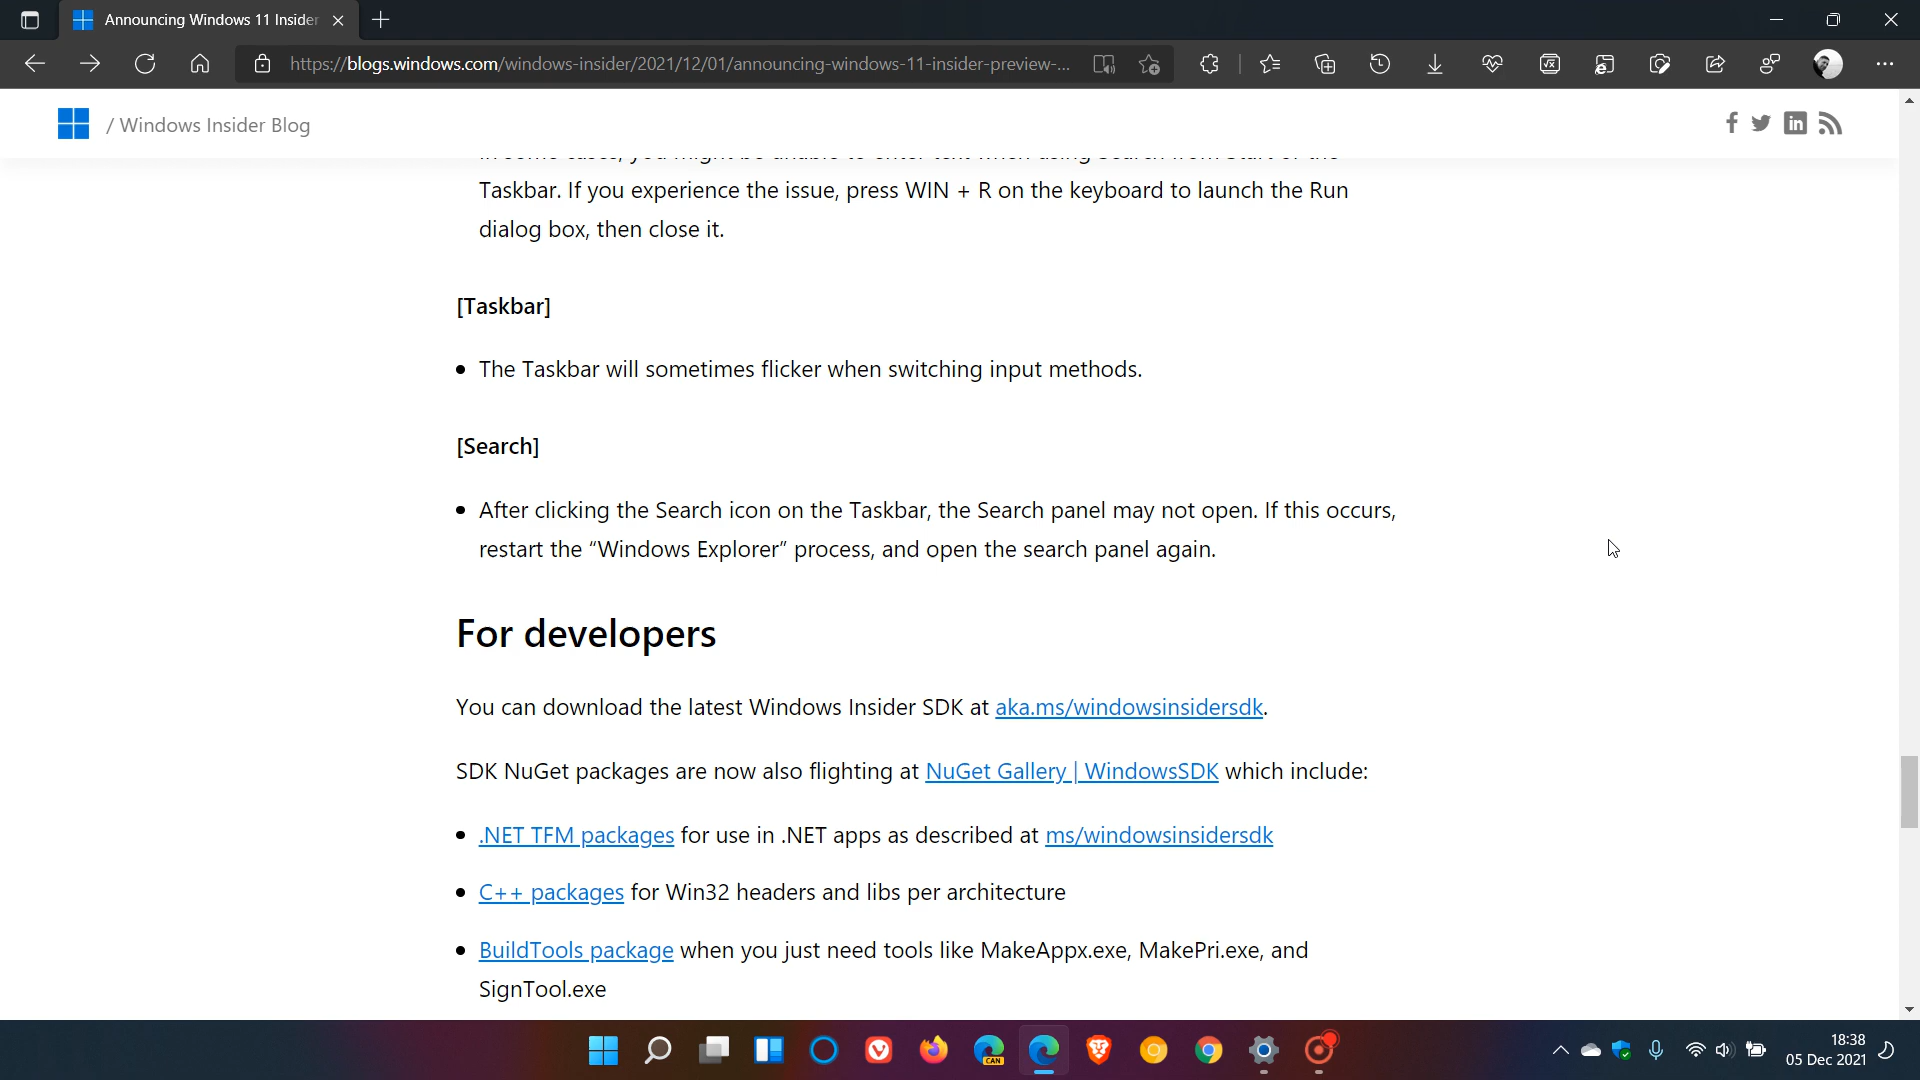 Announcing Windows 11 Insider
https://blogs.windows.com/windows-insider/2021/12/01/announcing-windows-11-insider-preview-...
/ Windows Insider Blog
Taskbar. If you experience the issue, press WIN + R on the keyboard to launch the Run
dialog box, then close it.
[Taskbar]
• The Taskbar will sometimes flicker when switching input methods.
[Search]
• After clicking the Search icon on the Taskbar, the Search panel may not open. If this occurs,
restart the “Windows Explorer” process, and open the search panel again.
For developers
You can download the latest Windows Insider SDK at aka.ms/windowsinsidersdk.
SDK NuGet packages are now also flighting at NuGet Gallery | WindowsSDK which include:
• .NET TFM packages for use in .NET apps as described at ms/windowsinsidersdk
• C++ packages for Win32 headers and libs per architecture
• BuildTools package when you just need tools like MakeAppx.exe, MakePri.exe, and
SignTool.exe
CAN
18:38
05 Dec 2021